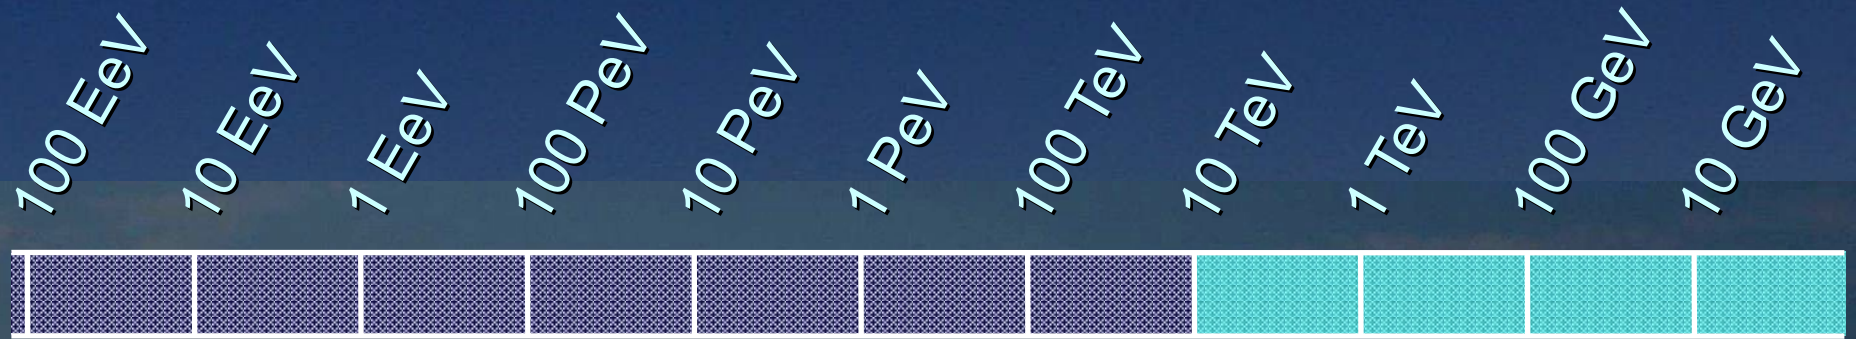 100 EeV
10 EeV
1 EeV
100 PeV
10 PeV
1 PeV
100 TeV
10 TeV
1 TeV
100 GeV
10 GeV